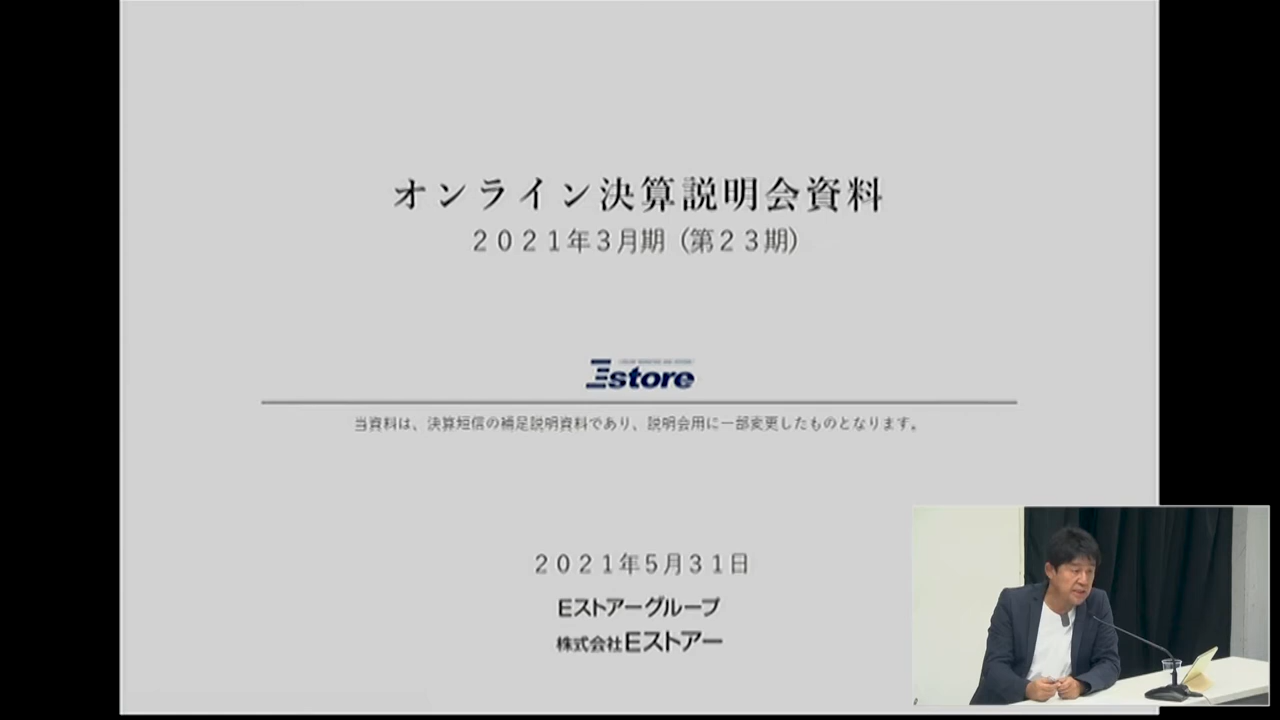 オンライン決算説明会資料
２０２１年３月期（第２３期）
Estore
当資料は、決算短信の補足説明資料であり、説明会用に一部変更したものとなります。
２０２１年５月３１日
Eストアーグループ
株式会社Eストアー